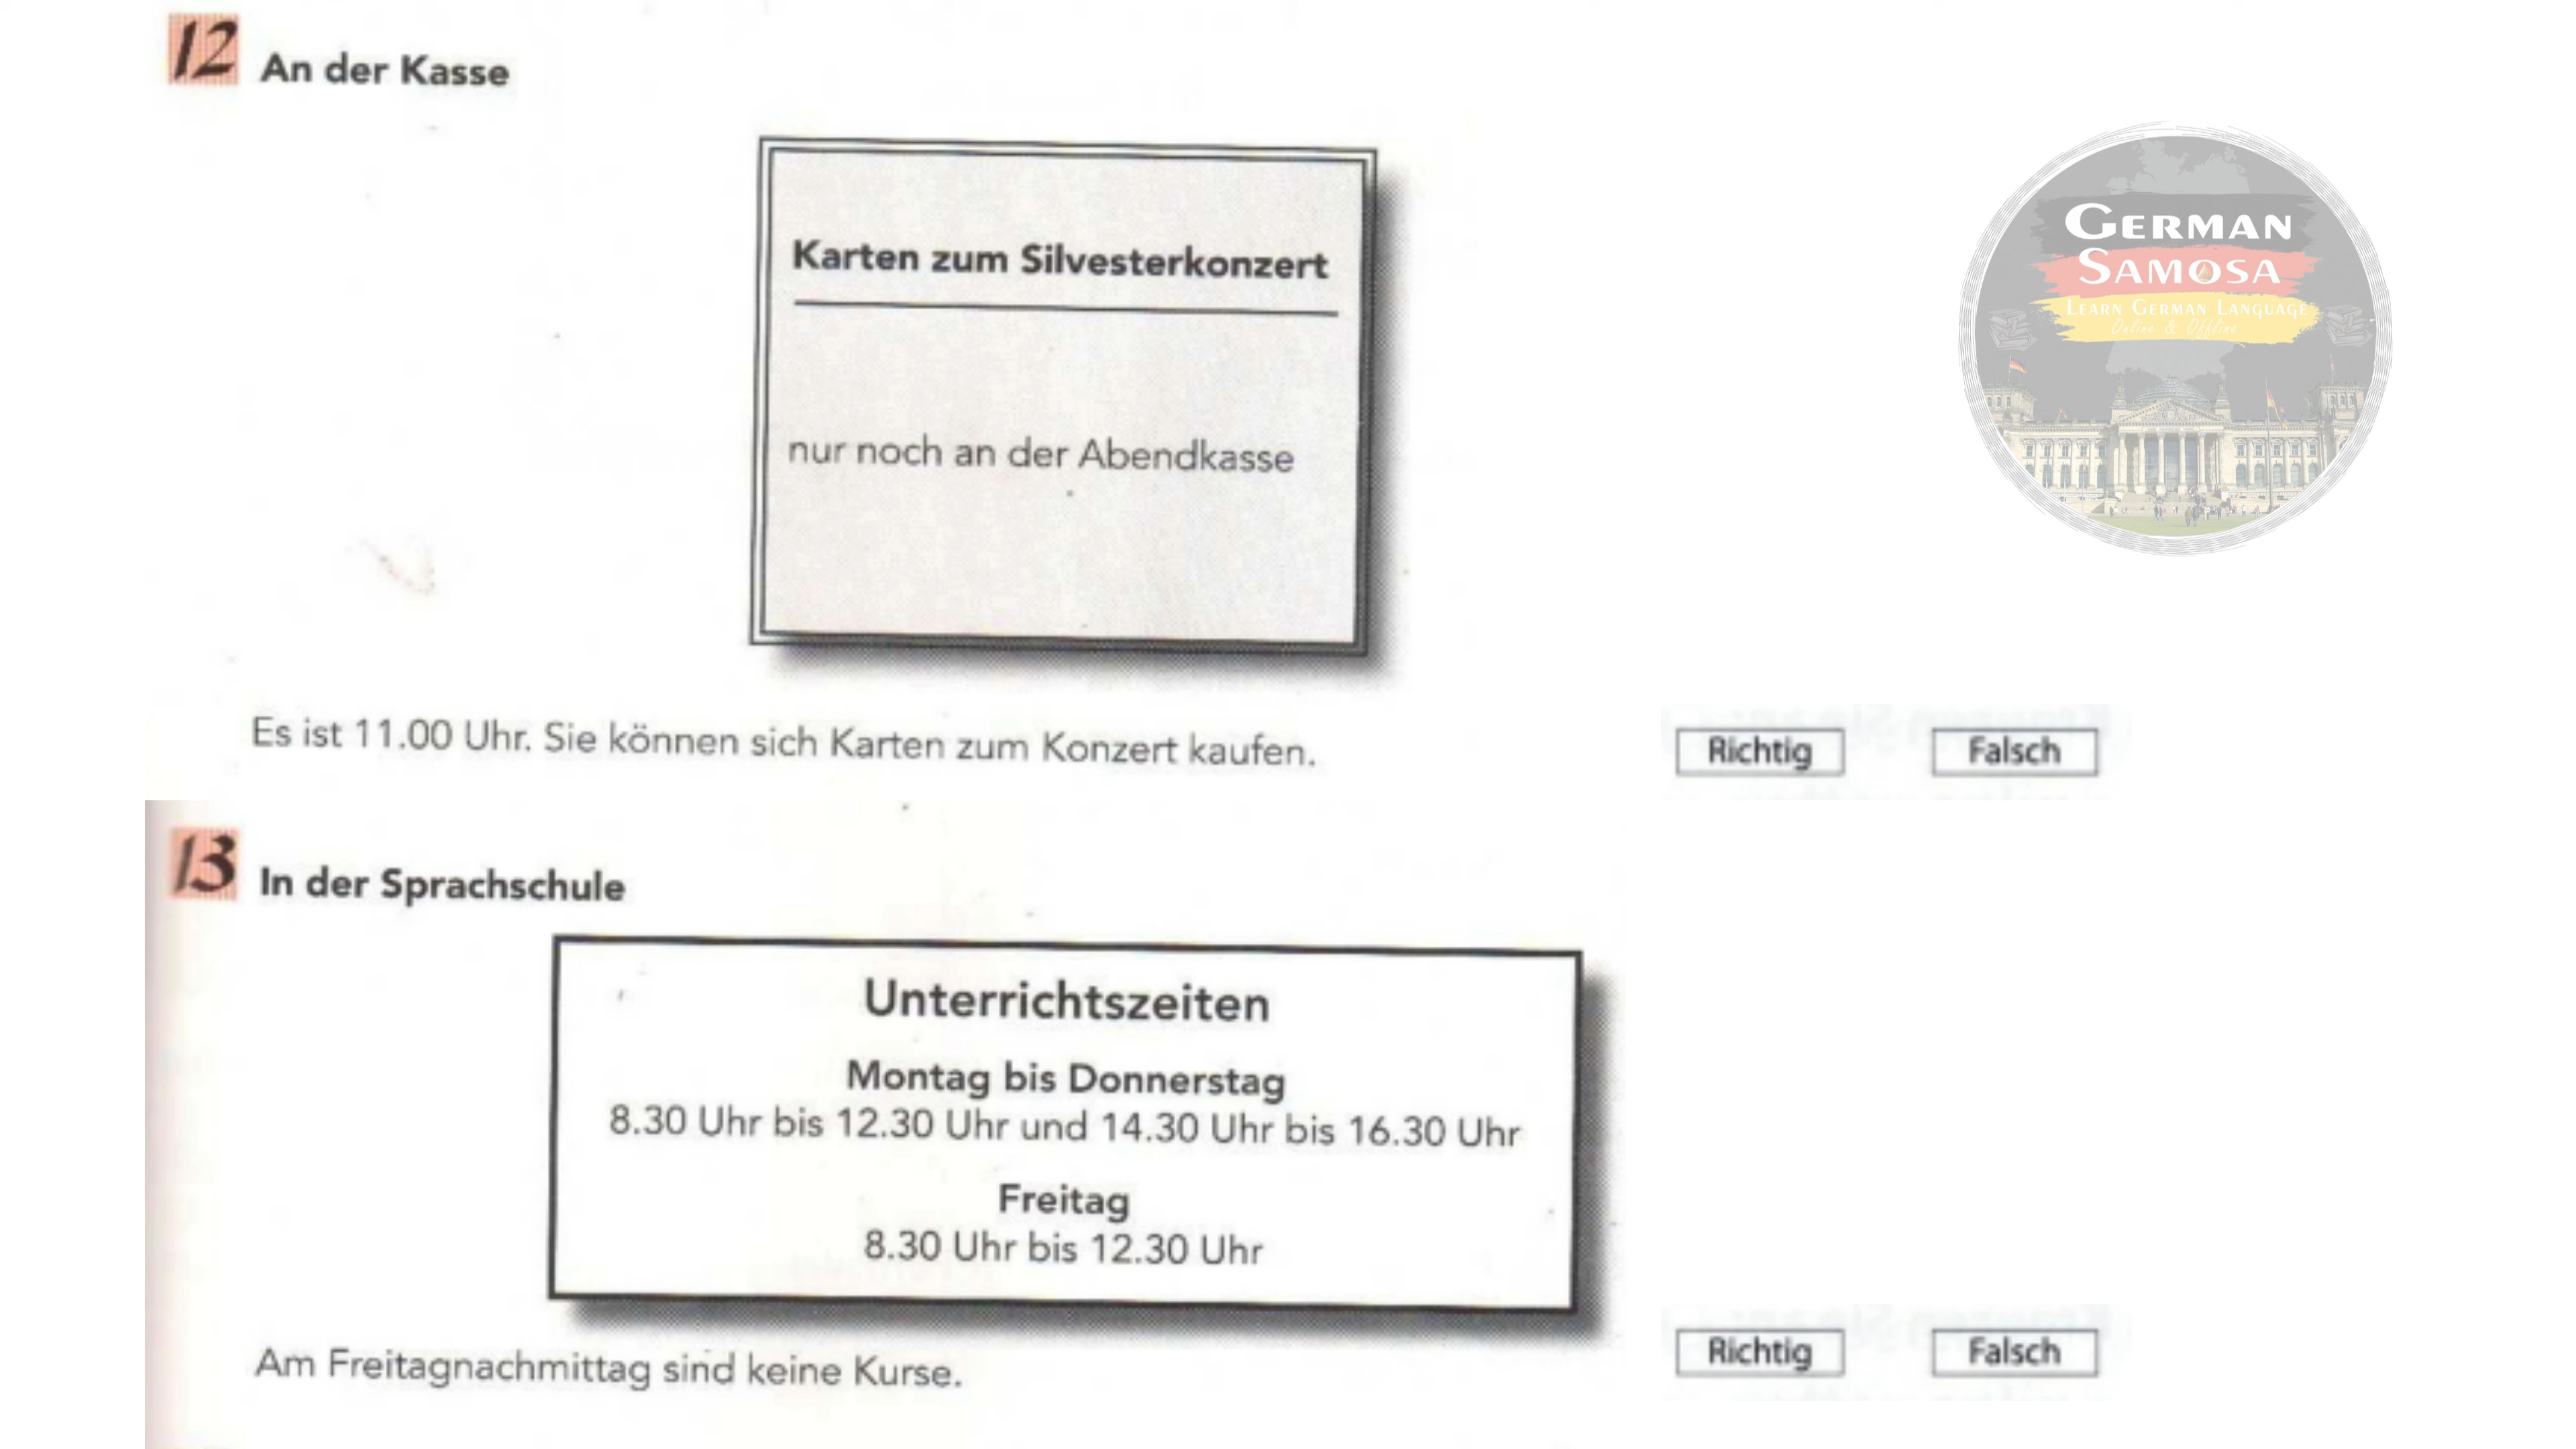 12 An der Kasse
GERMAN
SAMOSA
LEARN GERMAN LANGUAGE
Online & Offline
Karten zum Silvesterkonzert
nur noch an der Abendkasse
Es ist 11.00 Uhr. Sie können sich Karten zum Konzert kaufen.
Richtig Falsch
13 In der Sprachschule
Unterrichtszeiten
Montag bis Donnerstag
8.30 Uhr bis 12.30 Uhr und 14.30 Uhr bis 16.30 Uhr
Freitag
8.30 Uhr bis 12.30 Uhr
Am Freitagnachmittag sind keine Kurse.
Richtig Falsch